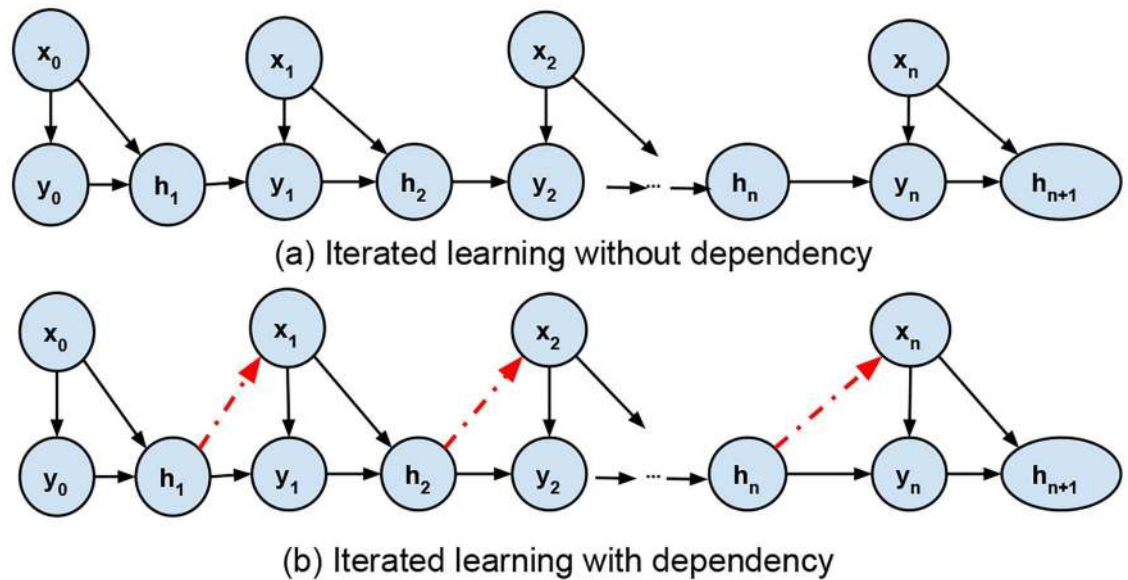 x₀ x₁ x₂ xₙ
y₀ h₁ y₁ h₂ y₂ ... hₙ yₙ hₙ₊₁
(a) Iterated learning without dependency
x₀ x₁ x₂ xₙ
y₀ h₁ y₁ h₂ y₂ ... hₙ yₙ hₙ₊₁
(b) Iterated learning with dependency